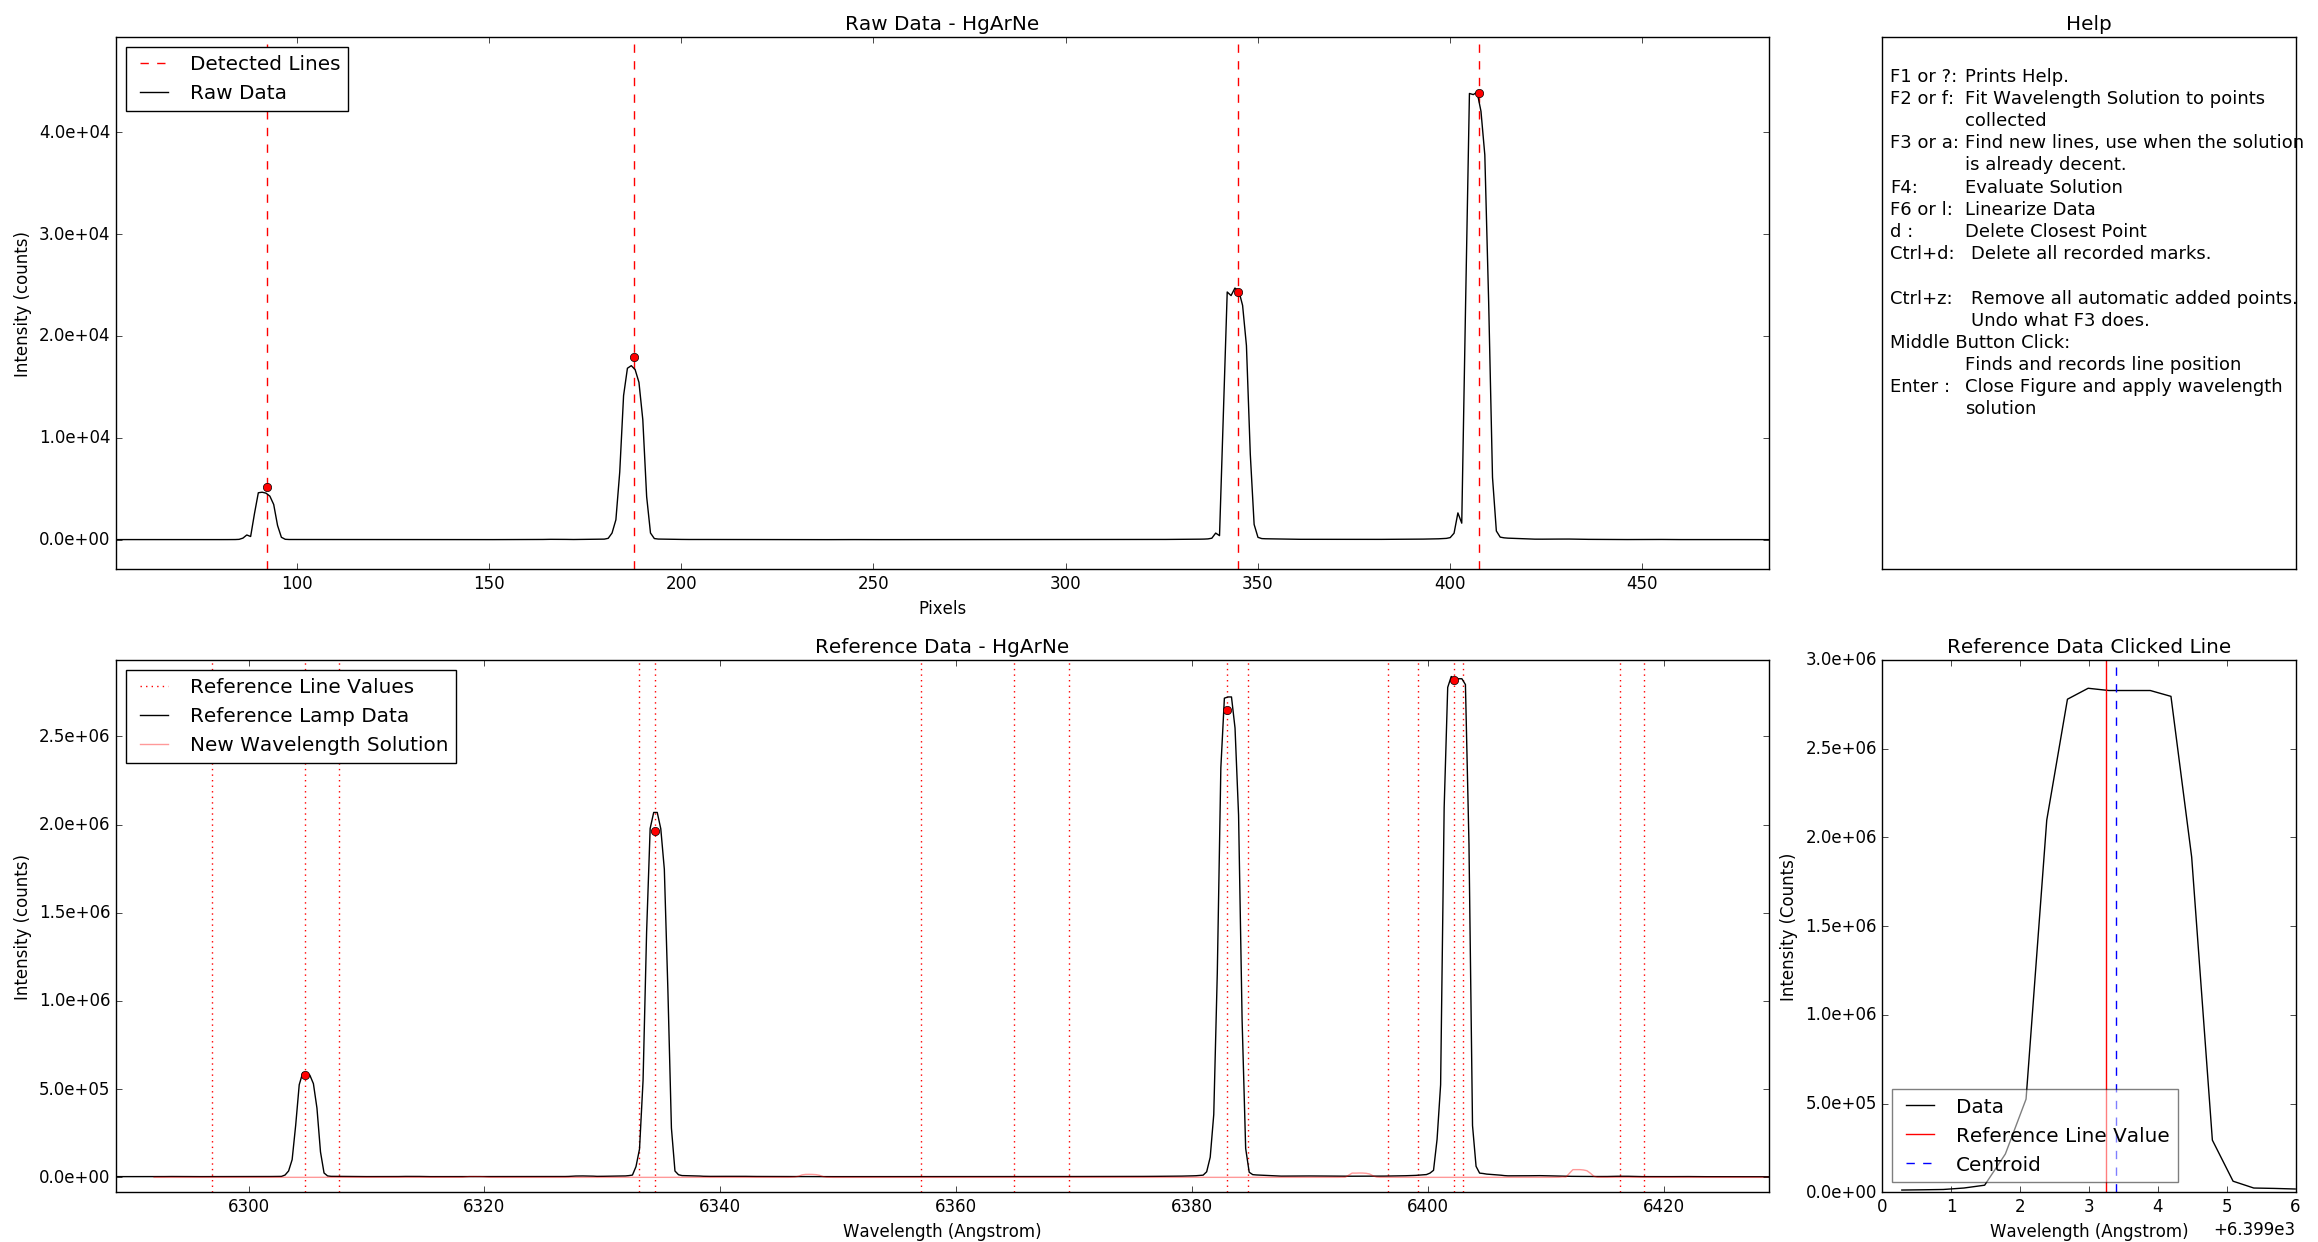 Raw Data - HgArNe
Detected Lines
Raw Data
Intensity (counts)
4.0e+04
3.0e+04
2.0e+04
1.0e+04
0.0e+00
100 150 200 250 300 350 400 450
Pixels
Help
F1 or ?: Prints Help.
F2 or f: Fit Wavelength Solution to points
collected
F3 or a: Find new lines, use when the solution
is already decent.
F4: Evaluate Solution
F6 or l: Linearize Data
d : Delete Closest Point
Ctrl+d: Delete all recorded marks.
Ctrl+z: Remove all automatic added points.
Undo what F3 does.
Middle Button Click:
Finds and records line position
Enter : Close Figure and apply wavelength
solution
Reference Data - HgArNe
Reference Line Values
Reference Lamp Data
New Wavelength Solution
Intensity (counts)
2.5e+06
2.0e+06
1.5e+06
1.0e+06
5.0e+05
0.0e+00
6300 6320 6340 6360 6380 6400 6420
Wavelength (Angstrom)
Reference Data Clicked Line
Intensity (Counts)
3.0e+06
2.5e+06
2.0e+06
1.5e+06
1.0e+06
5.0e+05
0.0e+00
Data
Reference Line Value
Centroid
0 1 2 3 4 5 6
Wavelength (Angstrom)
+6.399e3